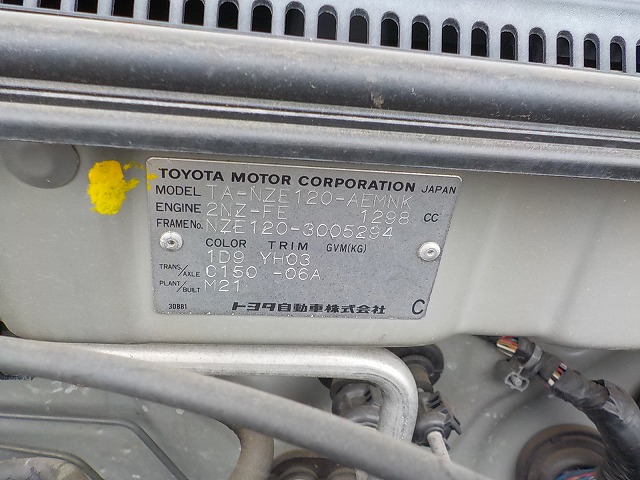 TOYOTA MOTOR CORPORATION JAPAN
MODEL TA-NZE120-AEMNK
ENGINE 2NZ-FE 1298 CC
FRAME No. NZE120-3005294
COLOR TRIM GVM(KG)
1D9 YH03
TRANS/AXLE C150 -06A
PLANT/BUILT M21
30BB1 トヨタ自動車株式会社 C